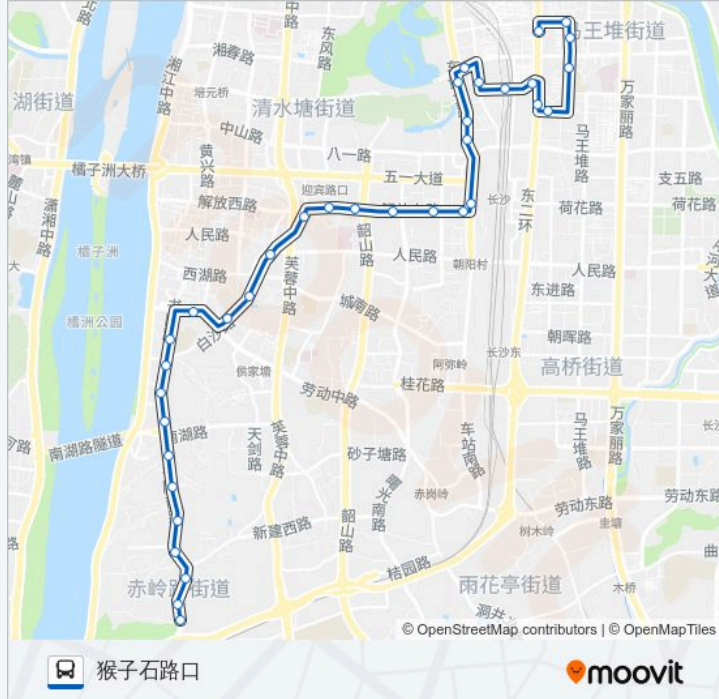 马王堆街道
湘春路
东风路
湘江中路
湖街道
培元桥
清水塘街道
万家丽路
中山路
八一路
马王堆路
橘子洲大桥
黄兴路
五一大道
支五路
迎宾路口
解放西路
长沙
东二环
荷花路
荷花路
潇湘中路
橘子洲
人民路
韶山路
人民路
朝阳村
人民路
西湖路
芙蓉中路
东进路
城南路
橘洲公园
白沙路
朝晖路
长沙东
高桥街道
侯家塘
阿弥岭
劳动中路
桂花路
南湖路隧道
南湖路
天剑路
芙蓉中路
砂子塘路
车站南路
马王堆路
万家丽路
曙光南路
赤岗岭
劳动东路
劳动东路
新建西路
韶山路
树木岭
圭塘
赤岭路街道
桔园路
雨花亭街道
木桥
洞井
© OpenStreetMap contributors | © OpenMapTiles
猴子石路口
moovit